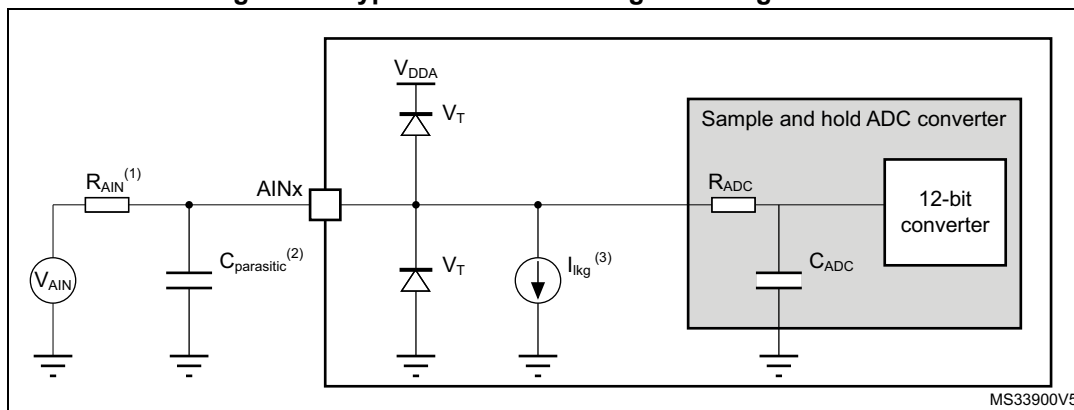 V_DDA
V_T
Sample and hold ADC converter
R_AIN^(1)
AINx
R_ADC
12-bit
converter
V_AIN
C_parasitic^(2)
V_T
I_lkg^(3)
C_ADC
MS33900V5